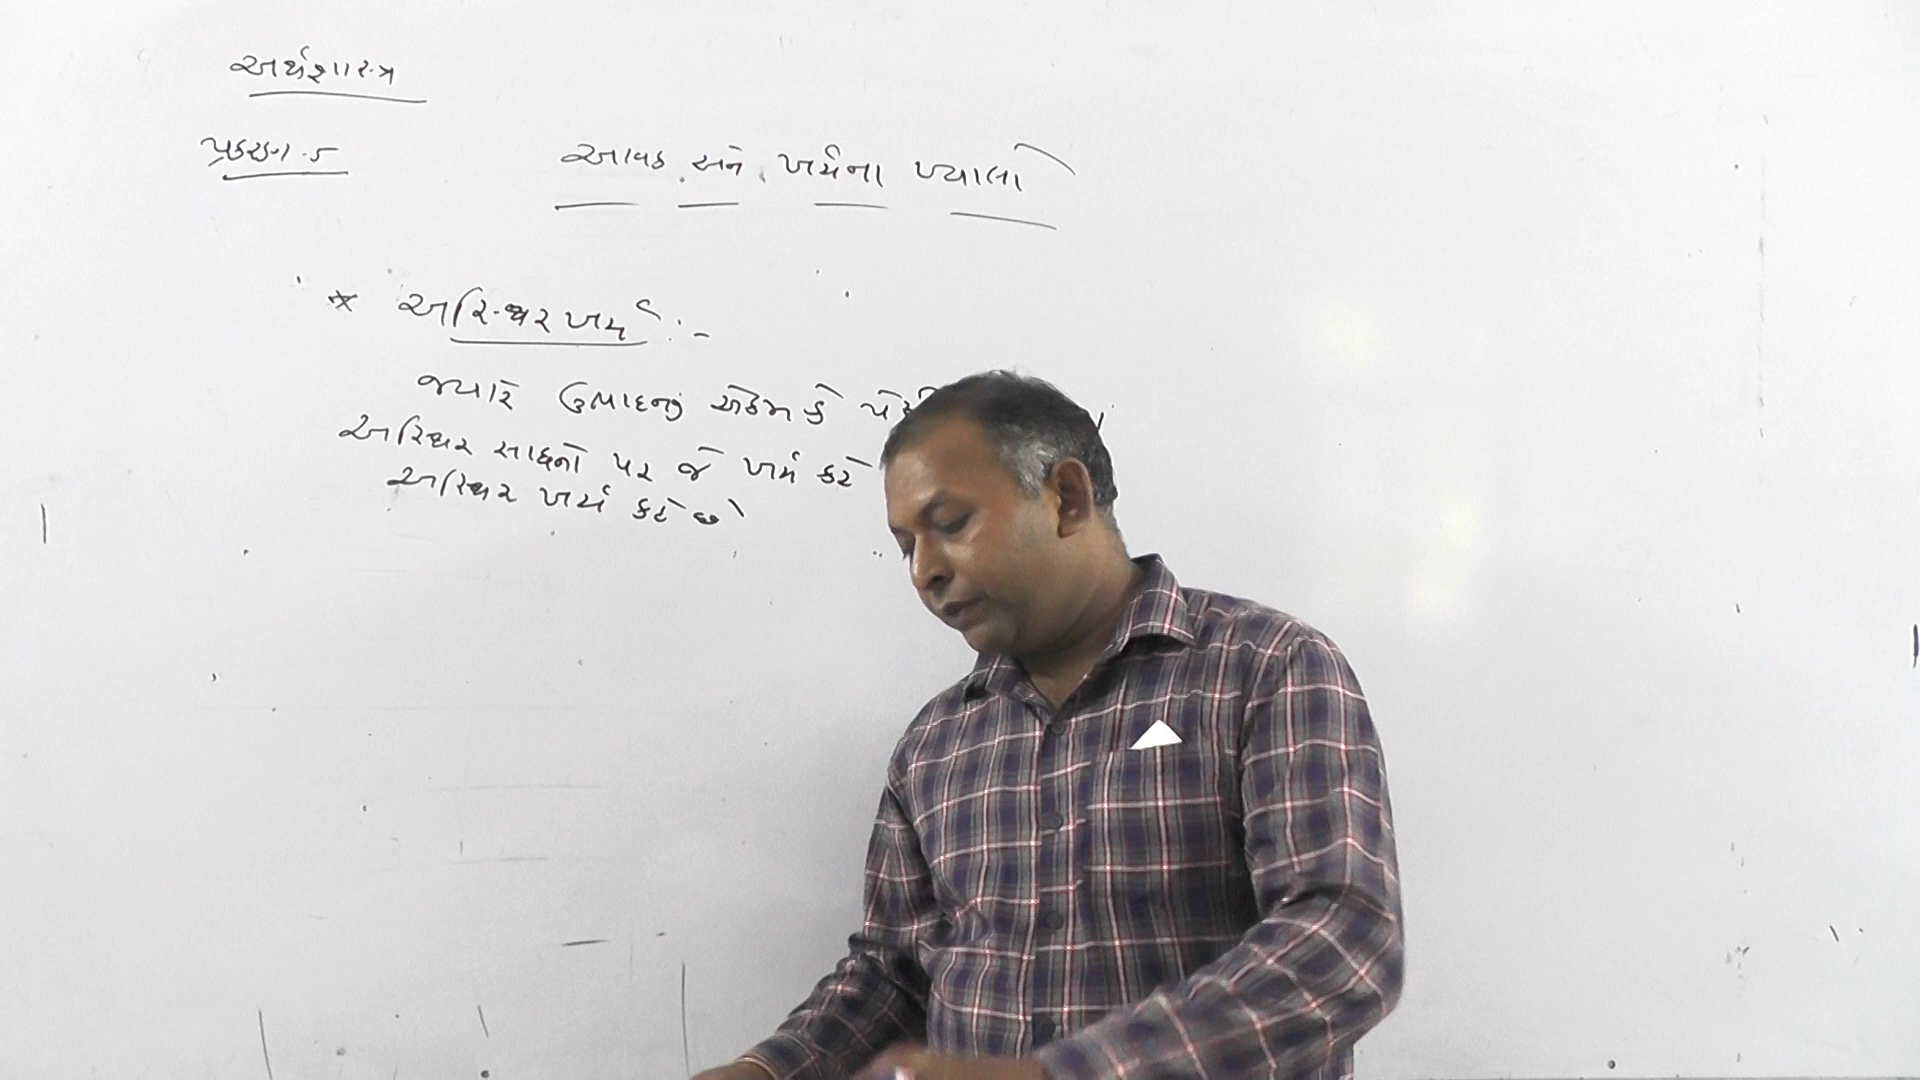 અર્થશાસ્ત્ર
પ્રકરણ-5
આવક અને ખર્ચના ખ્યાલો
* અસ્થિર ખર્ચ :-
જ્યારે ઉત્પાદનનું એકમ કે
અસ્થિર સાધનો પર જે ખર્ચ કરે
અસ્થિર ખર્ચ કહે છે